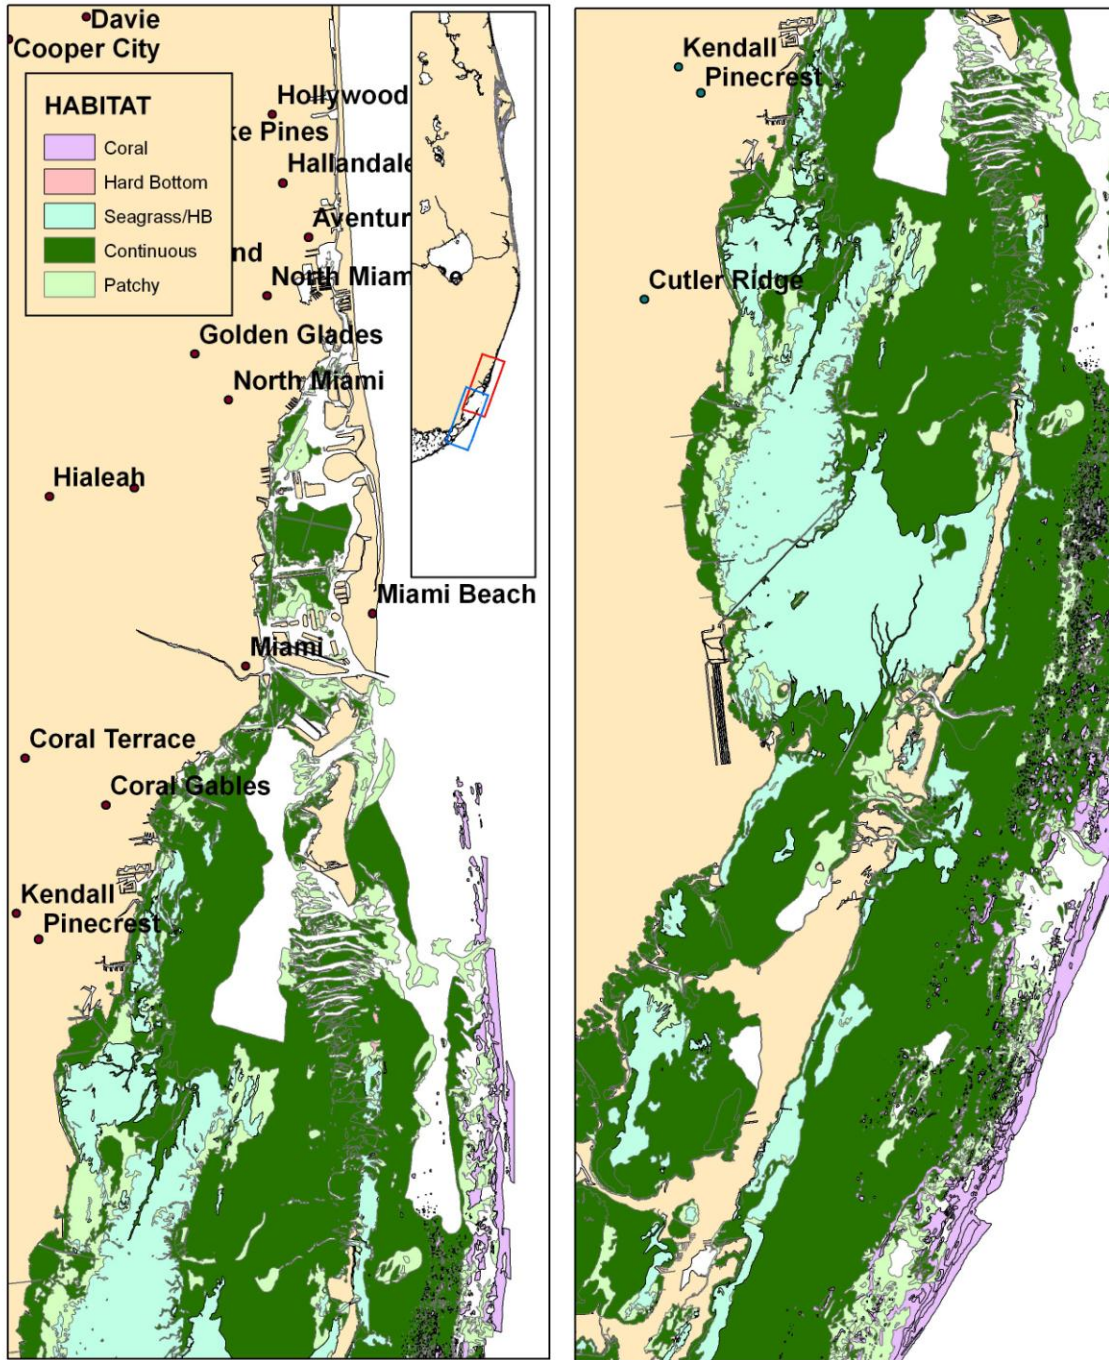 Davie
Cooper City
HABITAT
Coral
Hard Bottom
Seagrass/HB
Continuous
Patchy
Hollywood
ke Pines
Hallandale
Aventur
nd
North Miam
Golden Glades
North Miami
Hialeah
Miami Beach
Miami
Coral Terrace
Coral Gables
Kendall
Pinecrest
Kendall
Pinecrest
Cutler Ridge